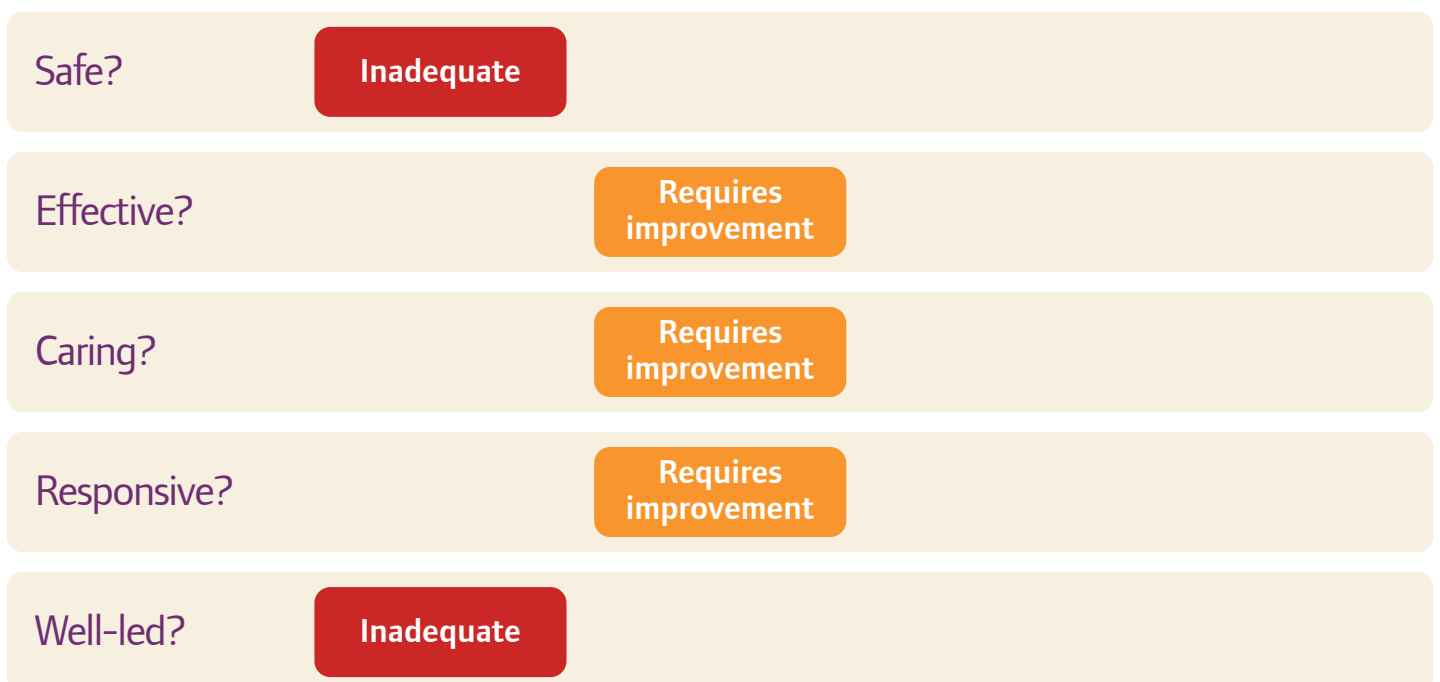 Safe?
Inadequate
Effective?
Requires
improvement
Caring?
Requires
improvement
Responsive?
Requires
improvement
Well-led?
Inadequate